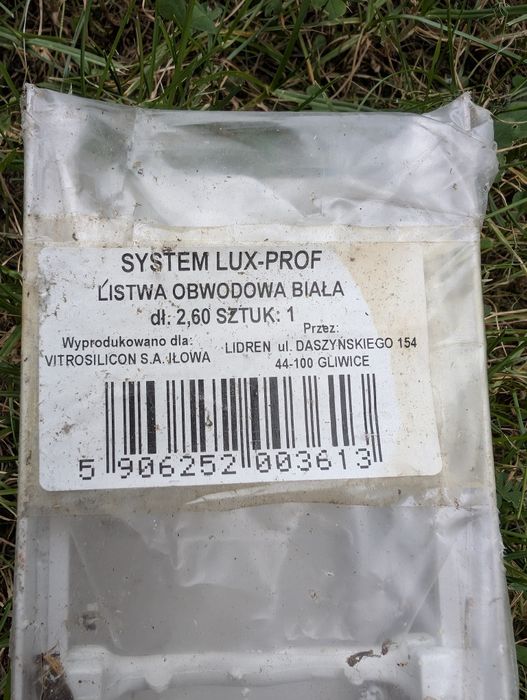 SYSTEM LUX-PROF
LISTWA OBWODOWA BIAŁA
dł. 2,60 SZTUK: 1
Wyprodukowano dla:
VITROSILICON S.A. IŁOWA
Przez:
LIDREN ul. DASZYŃSKIEGO 154
44-100 GLIWICE
5 906252 003613